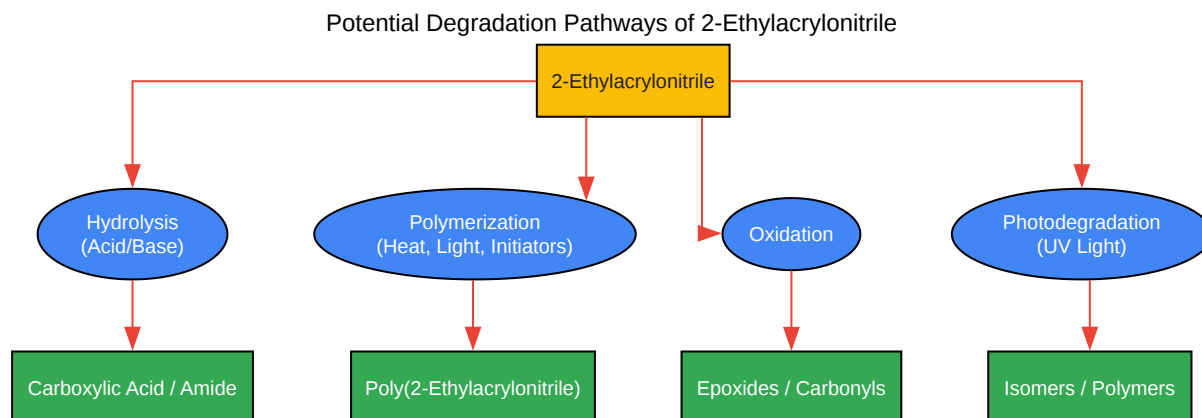 Potential Degradation Pathways of 2-Ethylacrylonitrile
2-Ethylacrylonitrile
Hydrolysis
(Acid/Base)
Polymerization
(Heat, Light, Initiators)
Oxidation
Photodegradation
(UV Light)
Carboxylic Acid / Amide
Poly(2-Ethylacrylonitrile)
Epoxides / Carbonyls
Isomers / Polymers